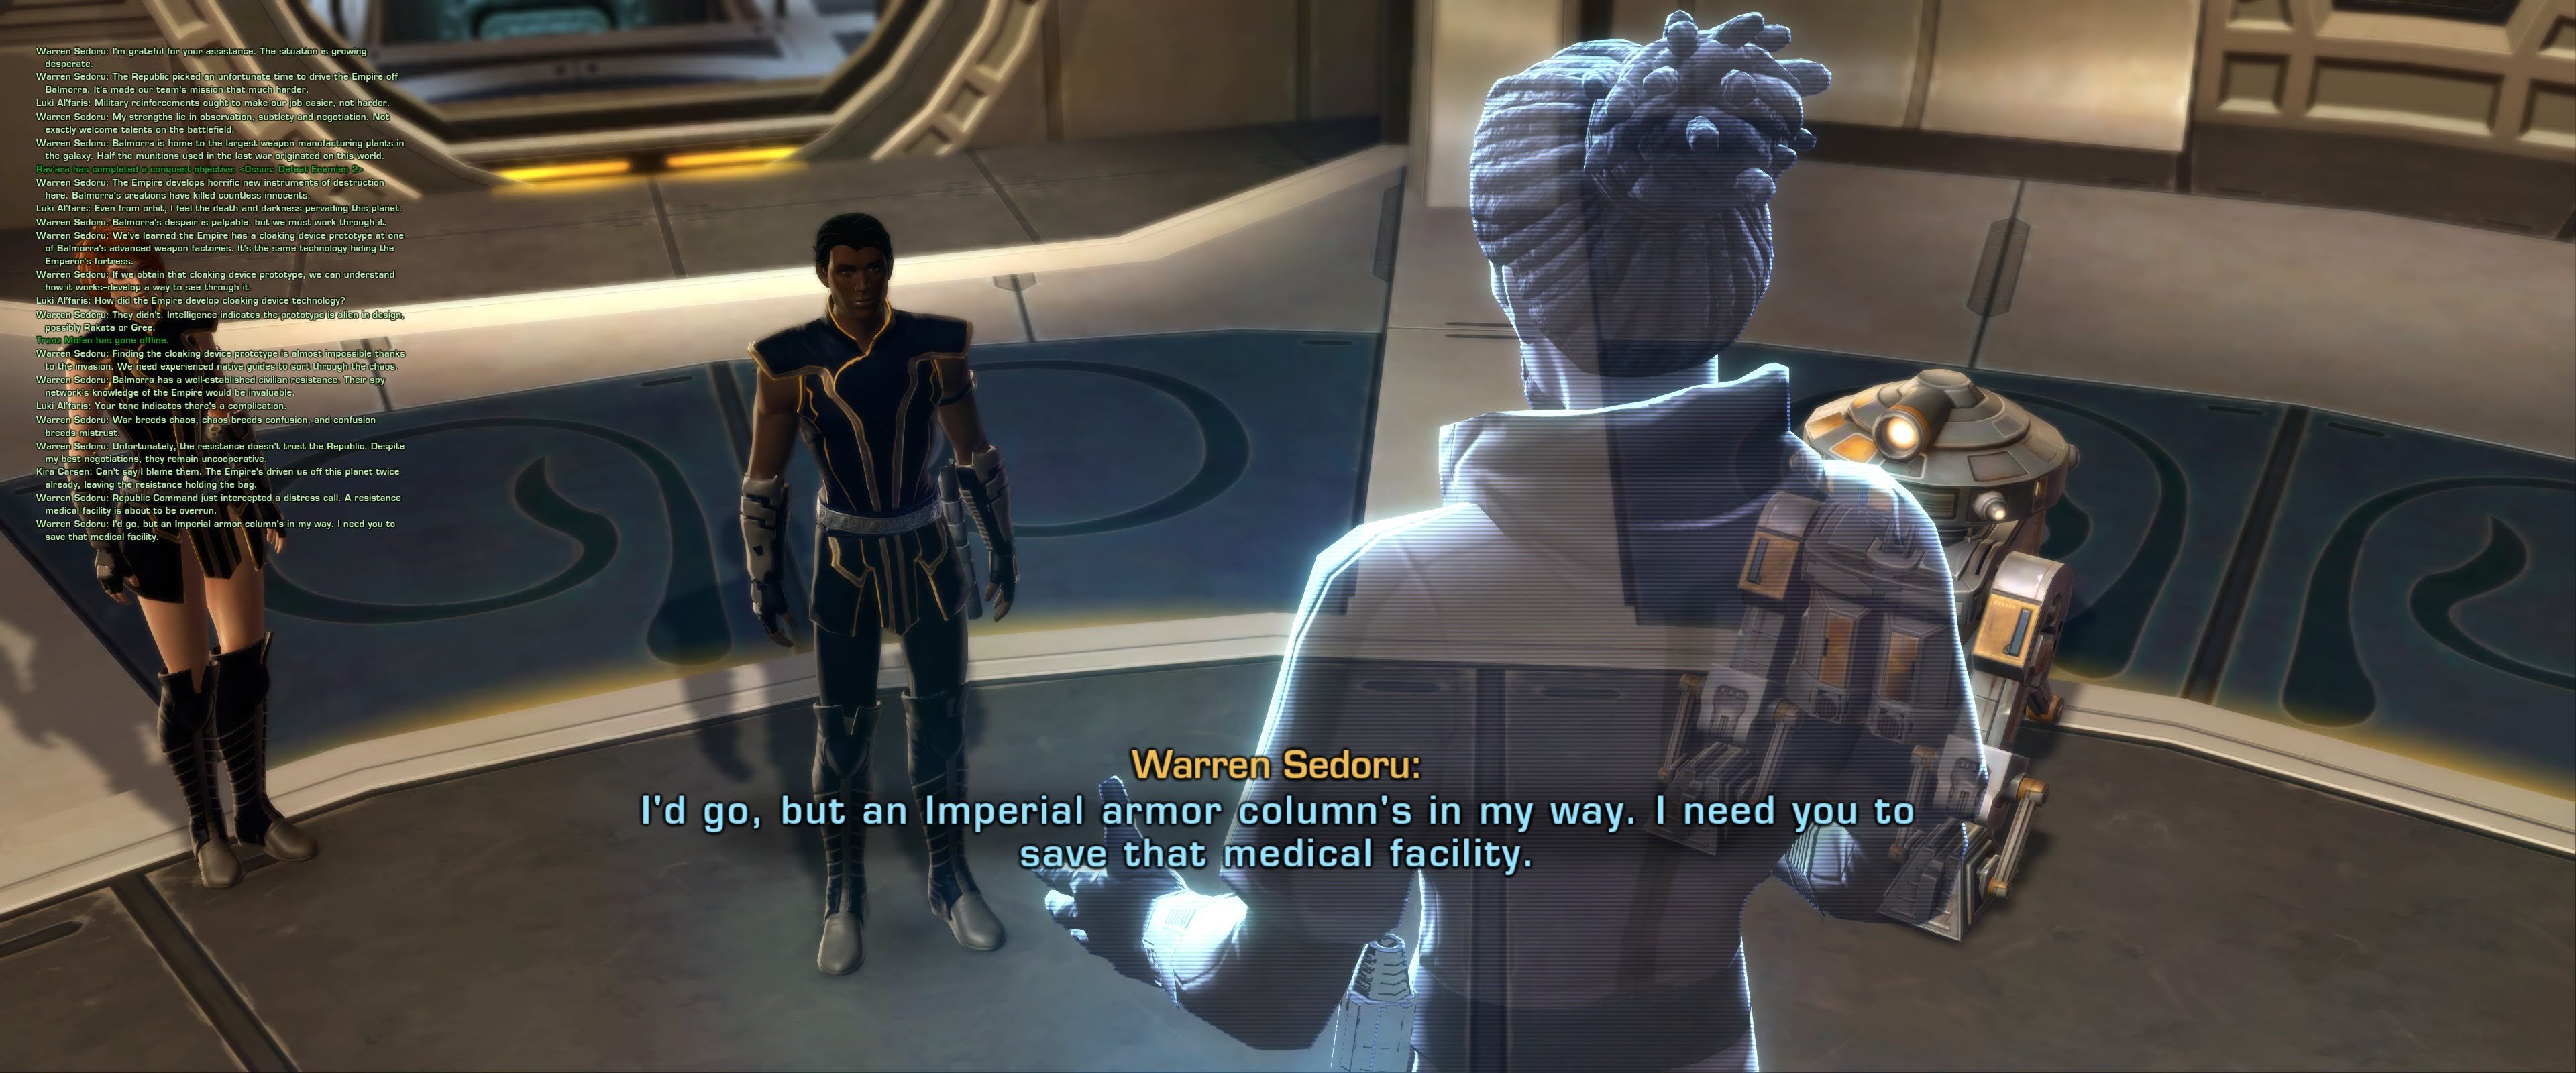 Warren Sedoru: I'm grateful for your assistance. The situation is growing
desperate.
Warren Sedoru: The Republic picked an unfortunate time to drive the Empire off
Balmorra. It's made our team's mission that much harder.
Luki Al'faris: Military reinforcements ought to make our job easier, not harder.
Warren Sedoru: My strengths lie in observation, subtlety and negotiation. Not
exactly welcome talents on the battlefield.
Warren Sedoru: Balmorra is home to the largest weapon manufacturing plants in
the galaxy. Half the munitions used in the last war originated on this world.
Rav'ara has completed a conquest objective: <Ossus: Defeat Enemies 2>
Warren Sedoru: The Empire develops horrific new instruments of destruction
here. Balmorra's creations have killed countless innocents.
Luki Al'faris: Even from orbit, I feel the death and darkness pervading this planet.
Warren Sedoru: Balmorra's despair is palpable, but we must work through it.
Warren Sedoru: We've learned the Empire has a cloaking device prototype at one
of Balmorra's advanced weapon factories. It's the same technology hiding the
Emperor's fortress.
Warren Sedoru: If we obtain that cloaking device prototype, we can understand
how it works--develop a way to see through it.
Luki Al'faris: How did the Empire develop cloaking device technology?
Warren Sedoru: They didn't. Intelligence indicates the prototype is alien in design,
possibly Rakata or Gree.
Tranz Mofen has gone offline.
Warren Sedoru: Finding the cloaking device prototype is almost impossible thanks
to the invasion. We need experienced native guides to sort through the chaos.
Warren Sedoru: Balmorra has a well-established civilian resistance. Their spy
network's knowledge of the Empire would be invaluable.
Luki Al'faris: Your tone indicates there's a complication.
Warren Sedoru: War breeds chaos, chaos breeds confusion, and confusion
breeds mistrust.
Warren Sedoru: Unfortunately, the resistance doesn't trust the Republic. Despite
my best negotiations, they remain uncooperative.
Kira Carsen: Can't say I blame them. The Empire's driven us off this planet twice
already, leaving the resistance holding the bag.
Warren Sedoru: Republic Command just intercepted a distress call. A resistance
medical facility is about to be overrun.
Warren Sedoru: I'd go, but an Imperial armor column's in my way. I need you to
save that medical facility.
Warren Sedoru:
I'd go, but an Imperial armor column's in my way. I need you to
save that medical facility.